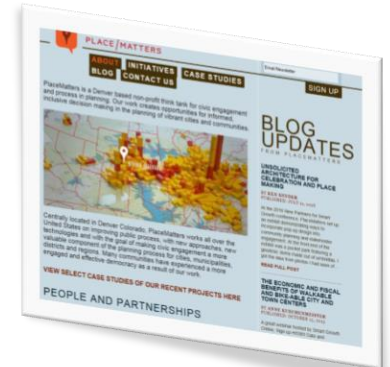 PLACE/MATTERS
ABOUT
INITIATIVES
CASE STUDIES
BLOG
CONTACT US
PlaceMatters is a Denver based non-profit think tank for civic engagement
and process in planning. Our work creates opportunities for informed,
inclusive decision making in the planning of vibrant cities and communities.
Centrally located in Denver Colorado, PlaceMatters works all over the
United States on improving public process, with new approaches, new
technologies and with the goal of making civic engagement a more
valuable component of the planning process for cities, municipalities,
districts and regions. Many communities have experienced a more
engaged and effective democracy as a result of our work.
VIEW SELECT CASE STUDIES OF OUR RECENT PROJECTS HERE
PEOPLE AND PARTNERSHIPS
Email Newsletter
SIGN UP
BLOG
UPDATES
FROM PLACEMATTERS
UNSOLICITED
ARCHITECTURE FOR
CELEBRATION AND PLACE
MAKING
READ FULL POST
THE ECONOMIC AND FISCAL
BENEFITS OF WALKABLE
AND BIKE-ABLE CITY AND
TOWN CENTERS